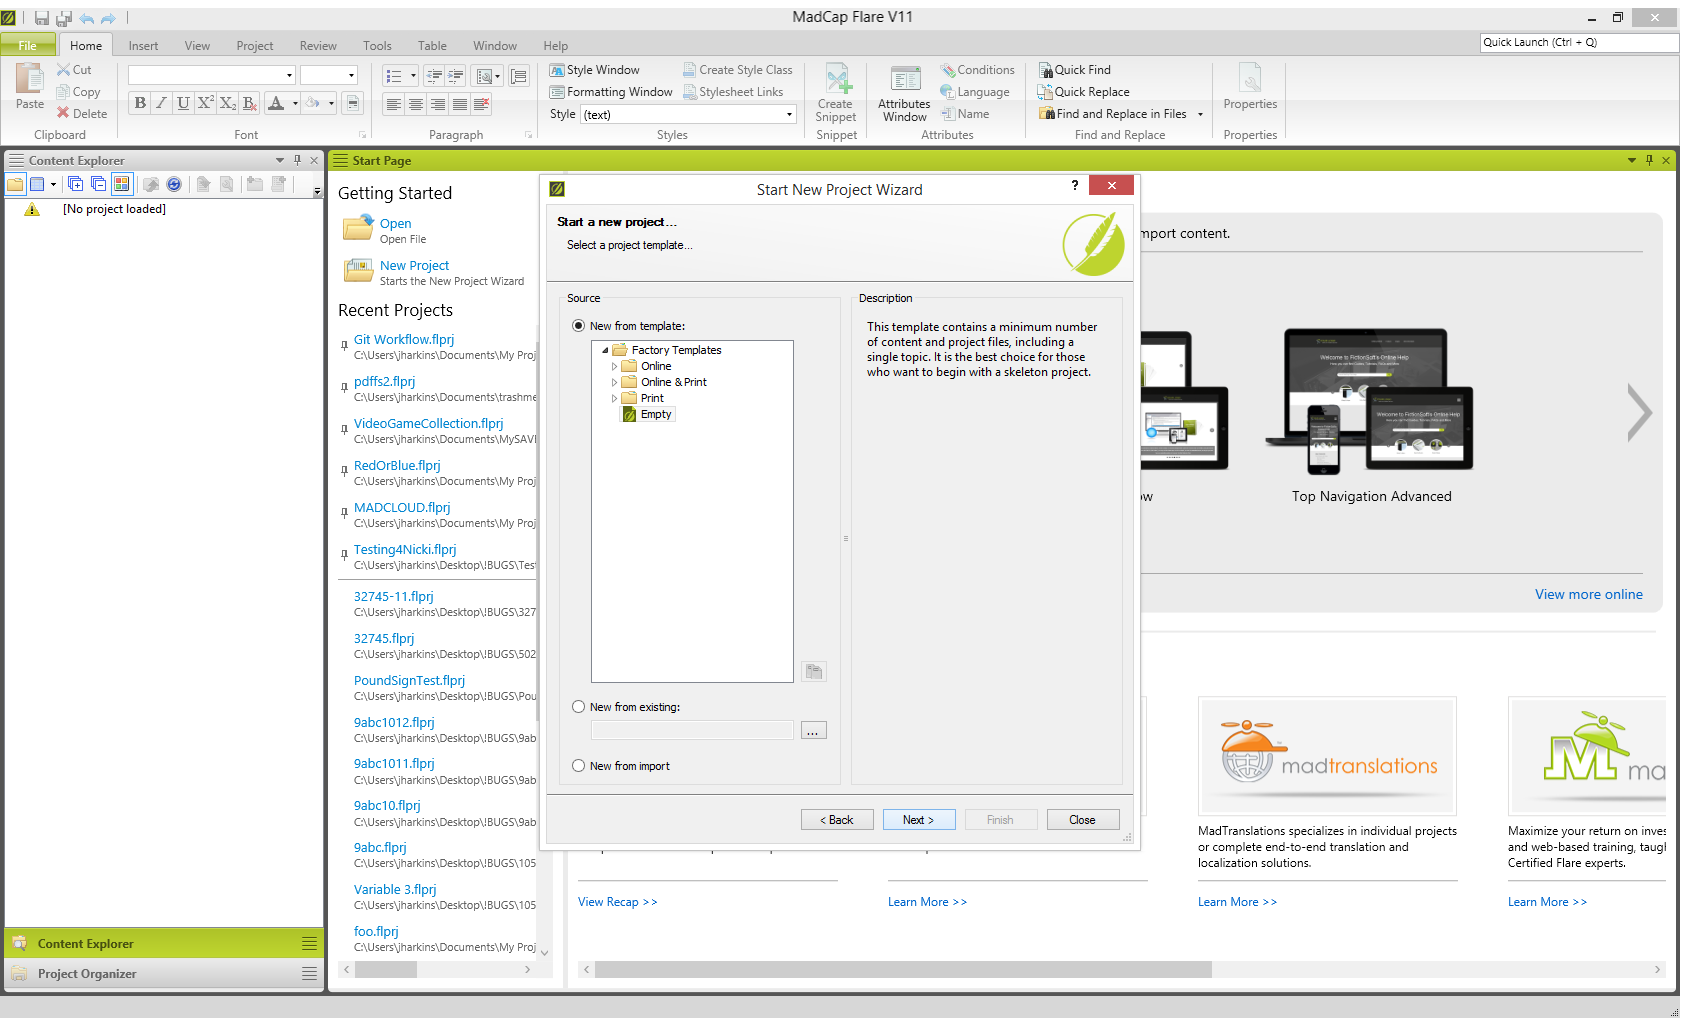 MadCap Flare V11
File Home Insert View Project Review Tools Table Window Help
Quick Launch (Ctrl + Q)
Paste
Cut
Copy
Delete
Clipboard
B I U X² X₂ B A
Font
Paragraph
Style Window
Formatting Window
Style (text)
Create Style Class
Stylesheet Links
Styles
Create Snippet
Snippet
Attributes Window
Conditions
Language
Name
Attributes
Quick Find
Quick Replace
Find and Replace in Files
Find and Replace
Properties
Properties
Content Explorer
[No project loaded]
Content Explorer
Project Organizer
Start Page
Getting Started
Open
Open File
New Project
Starts the New Project Wizard
Recent Projects
Git Workflow.flprj
C:\Users\jharkins\Documents\My Proj
pdffs2.flprj
C:\Users\jharkins\Documents\trashme
VideoGameCollection.flprj
C:\Users\jharkins\Documents\MySAVI
RedOrBlue.flprj
C:\Users\jharkins\Documents\My Proj
MADCLOUD.flprj
C:\Users\jharkins\Documents\My Proj
Testing4Nicki.flprj
C:\Users\jharkins\Desktop\!BUGS\Tes
32745-11.flprj
C:\Users\jharkins\Desktop\!BUGS\327
32745.flprj
C:\Users\jharkins\Desktop\!BUGS\502
PoundSignTest.flprj
C:\Users\jharkins\Desktop\!BUGS\Pou
9abc1012.flprj
C:\Users\jharkins\Desktop\!BUGS\9ab
9abc1011.flprj
C:\Users\jharkins\Desktop\!BUGS\9ab
9abc10.flprj
C:\Users\jharkins\Desktop\!BUGS\9ab
9abc.flprj
C:\Users\jharkins\Desktop\!BUGS\105
Variable 3.flprj
C:\Users\jharkins\Desktop\!BUGS\105
foo.flprj
C:\Users\jharkins\Documents\My Proj
Start New Project Wizard
?
Start a new project...
Select a project template...
Source
New from template:
Factory Templates
Online
Online & Print
Print
Empty
New from existing:
...
New from import
Description
This template contains a minimum number
of content and project files, including a
single topic. It is the best choice for those
who want to begin with a skeleton project.
< Back
Next >
Finish
Close
mport content.
Welcome to FictionSoft's Online Help
Welcome to FictionSoft's Online Help
ow
Top Navigation Advanced
View more online
madtranslations
M ma
MadTranslations specializes in individual projects
or complete end-to-end translation and
localization solutions.
Maximize your return on inves
and web-based training, taugl
Certified Flare experts.
View Recap >>
Learn More >>
Learn More >>
Learn More >>